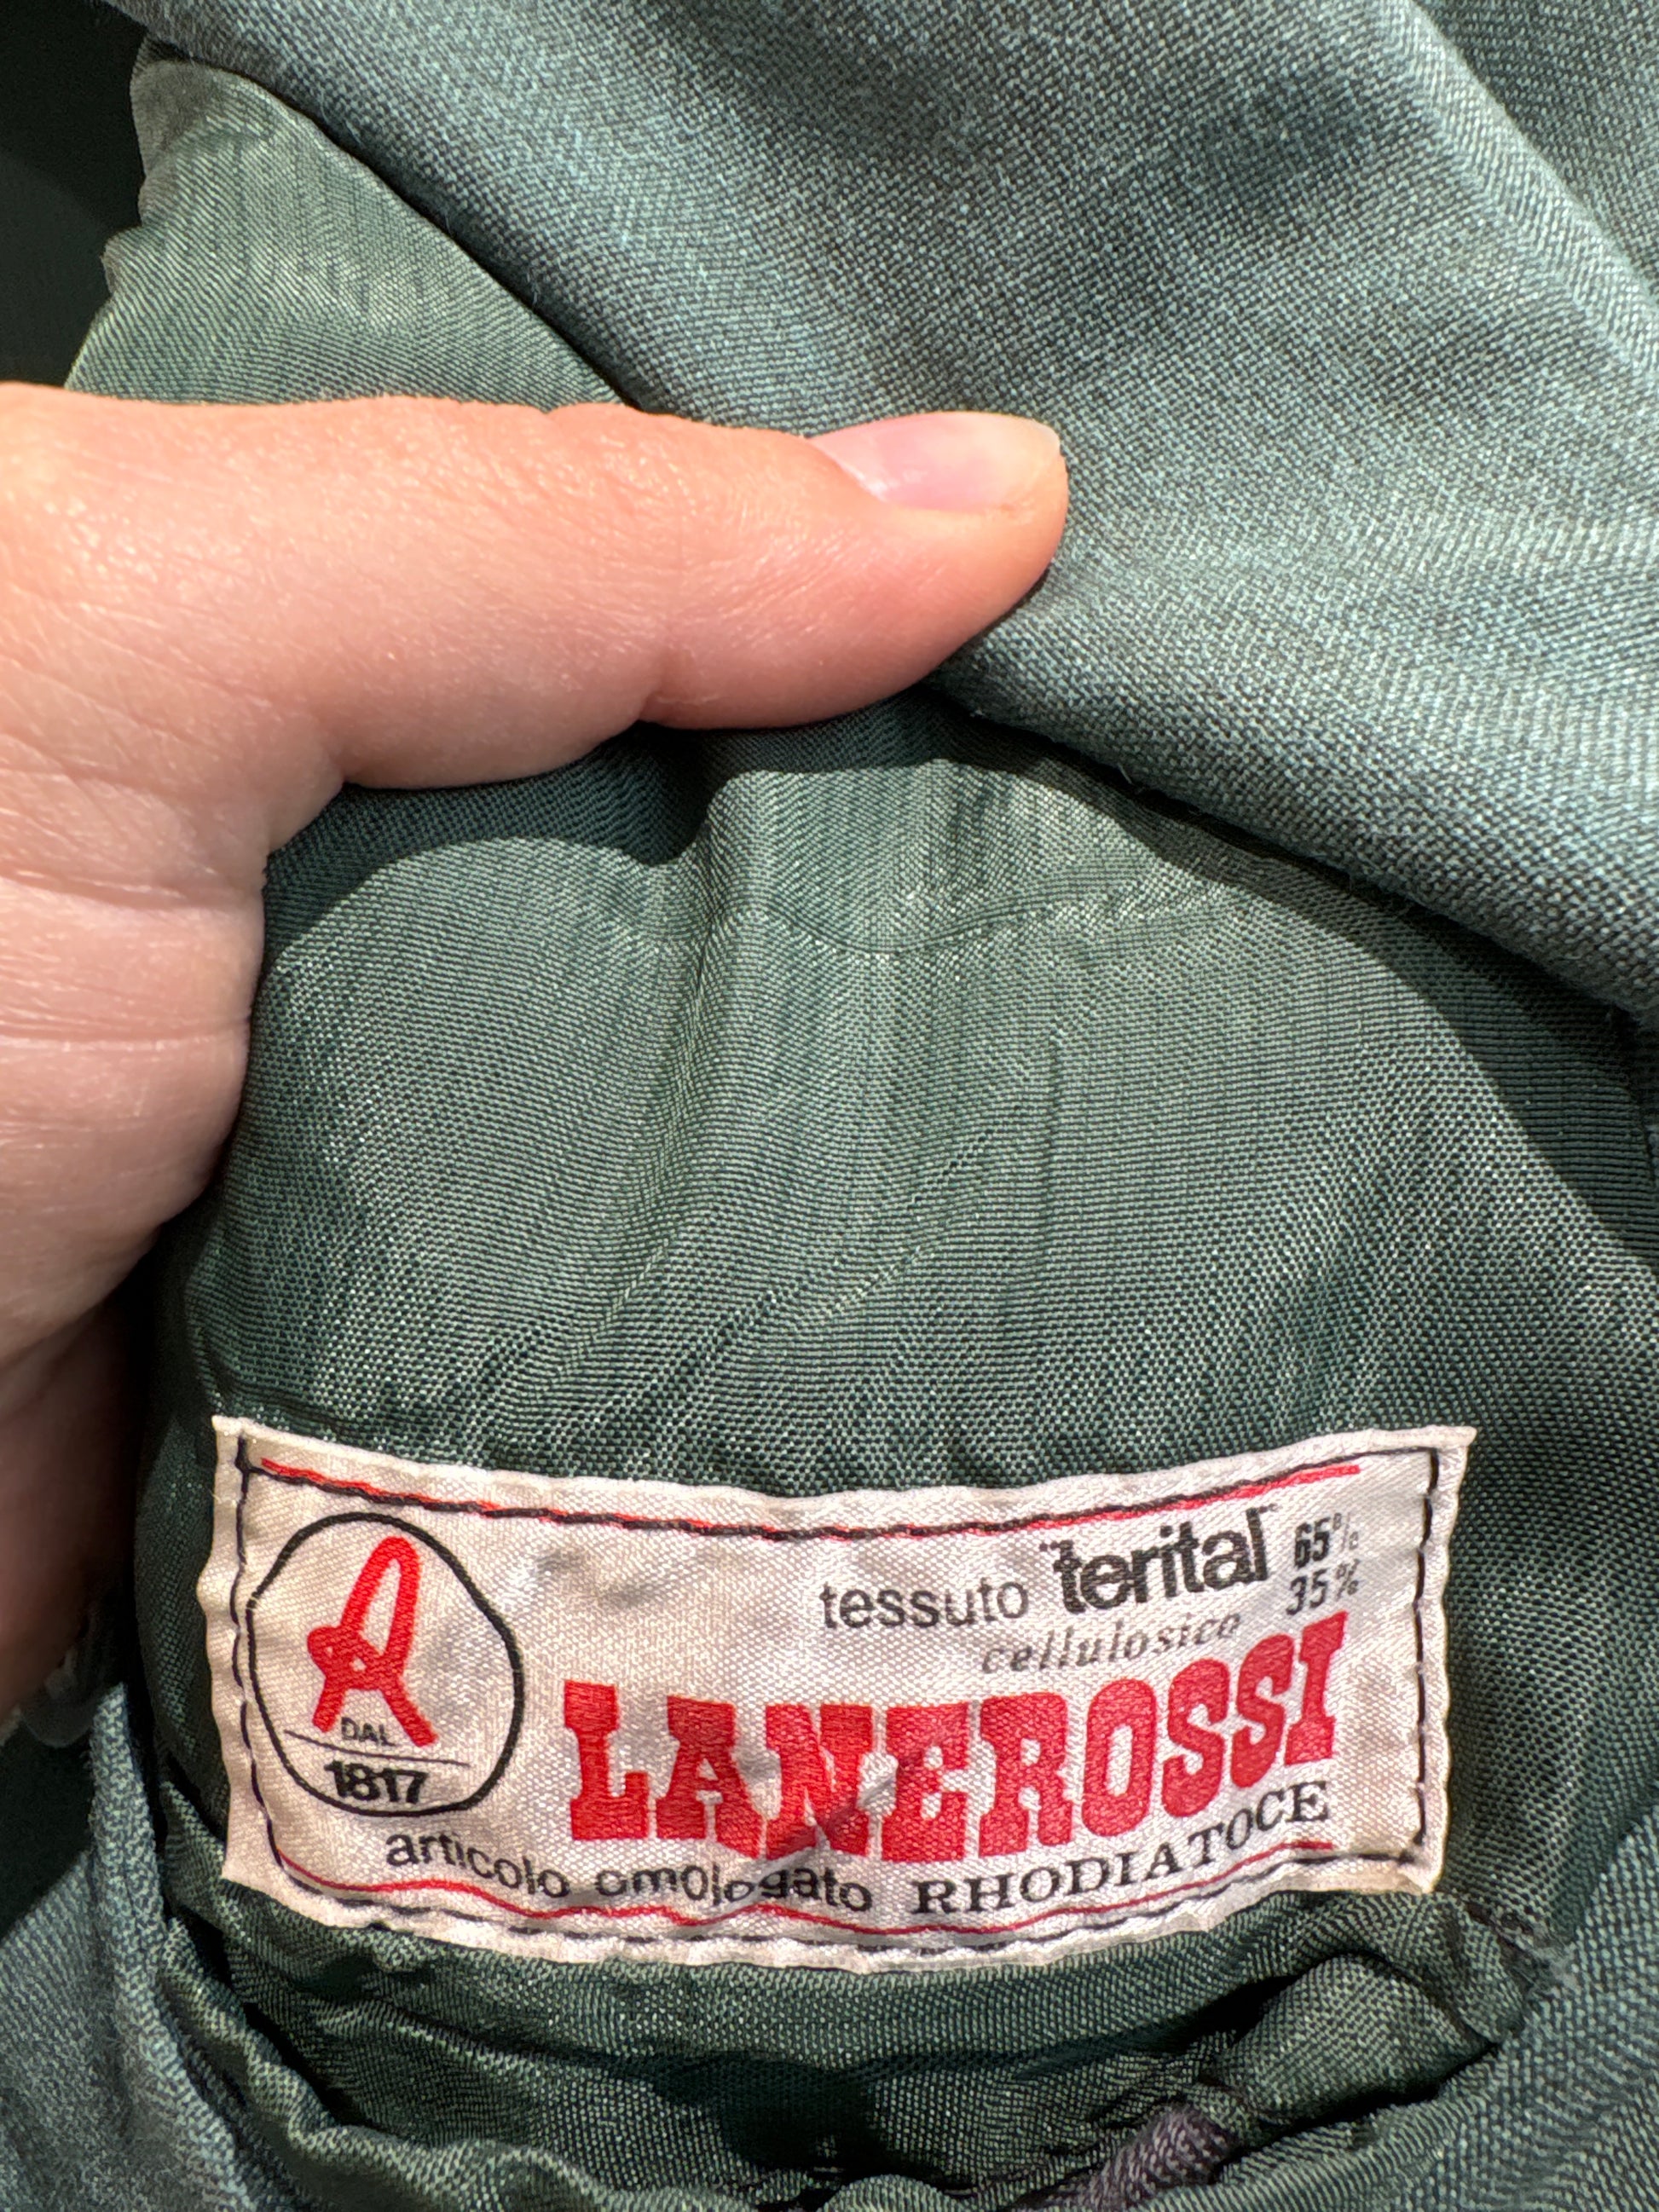 tessuto "terital" 65%
cellulosico 35%
LANEROSSI
DAL
1817
articolo omologato RHODIATOCE